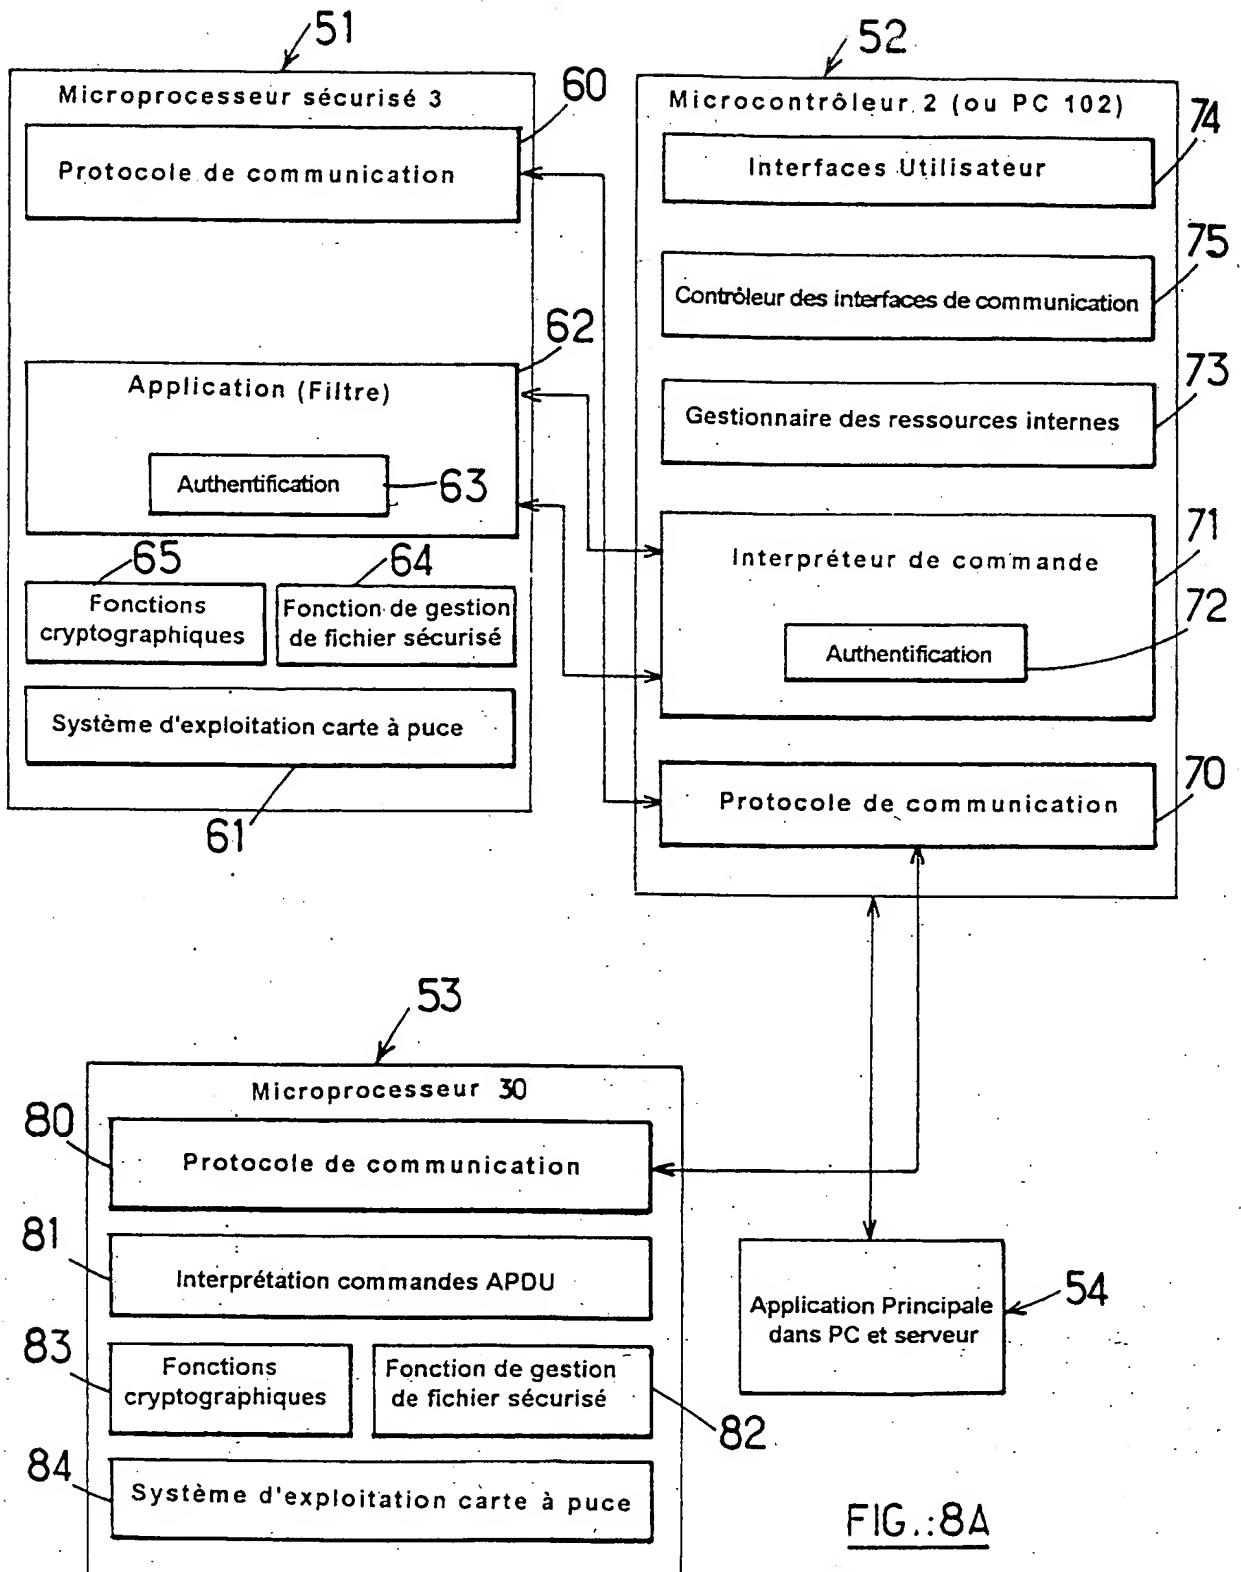 51
Microprocesseur sécurisé 3
60
Protocole de communication
62
Application (Filtre)
Authentification
63
65
64
Fonctions
cryptographiques
Fonction de gestion
de fichier sécurisé
Système d'exploitation carte à puce
61
52
Microcontrôleur 2 (ou PC 102)
74
Interfaces Utilisateur
75
Contrôleur des interfaces de communication
73
Gestionnaire des ressources internes
71
Interpréteur de commande
72
Authentification
70
Protocole de communication
53
Microprocesseur 30
80
Protocole de communication
81
Interprétation commandes APDU
83
Fonctions
cryptographiques
Fonction de gestion
de fichier sécurisé
82
84
Système d'exploitation carte à puce
54
Application Principale
dans PC et serveur
FIG.:8A